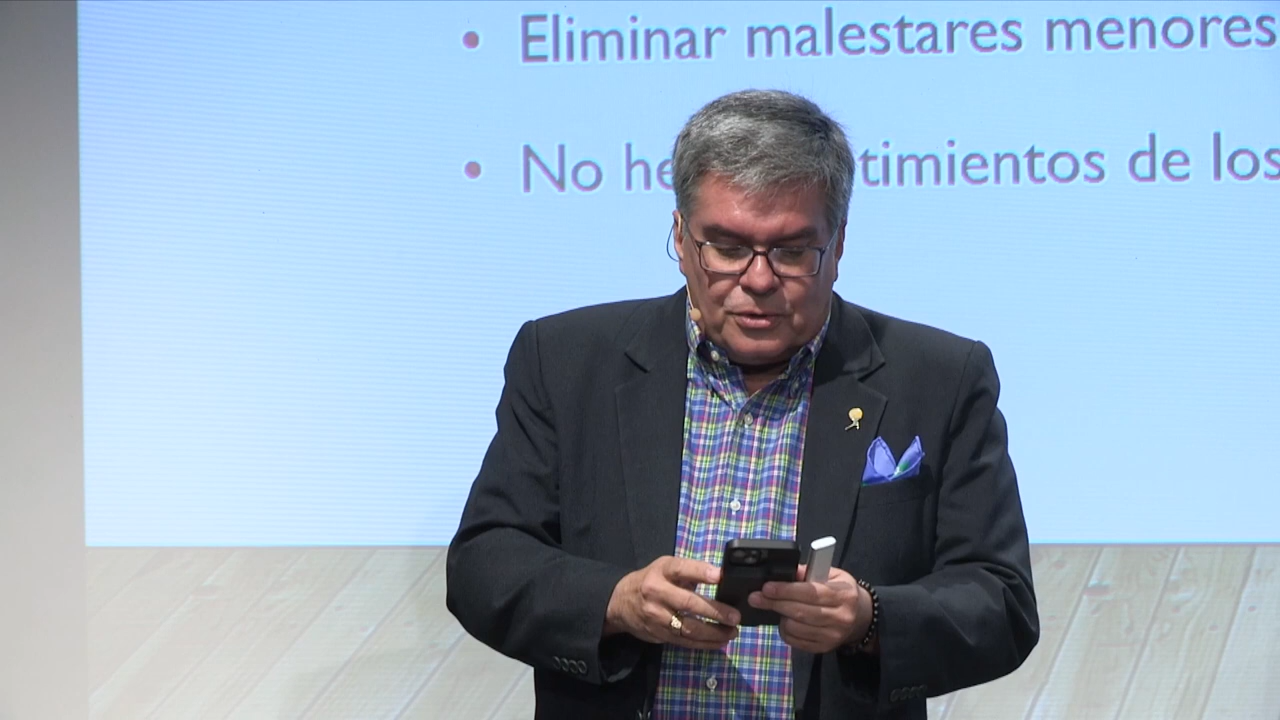 • Eliminar malestares menores
• No he timientos de los